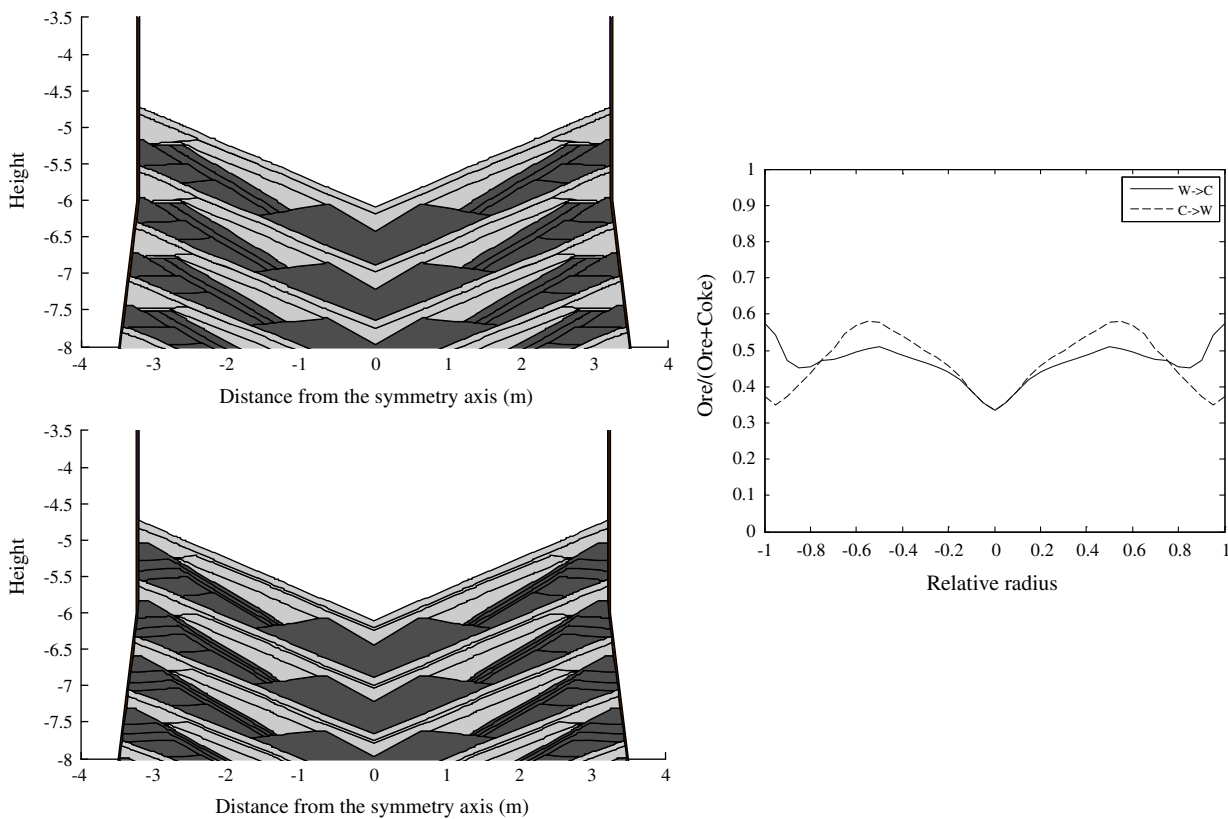 -3.5
-4
-4.5
-5
-5.5
-6
-6.5
-7
-7.5
-8
Height
-4 -3 -2 -1 0 1 2 3 4
Distance from the symmetry axis (m)
-3.5
-4
-4.5
-5
-5.5
-6
-6.5
-7
-7.5
-8
Height
-4 -3 -2 -1 0 1 2 3 4
Distance from the symmetry axis (m)
1
0.9
0.8
0.7
0.6
0.5
0.4
0.3
0.2
0.1
0
Ore/(Ore+Coke)
W->C
C->W
-1 -0.8 -0.6 -0.4 -0.2 0 0.2 0.4 0.6 0.8 1
Relative radius